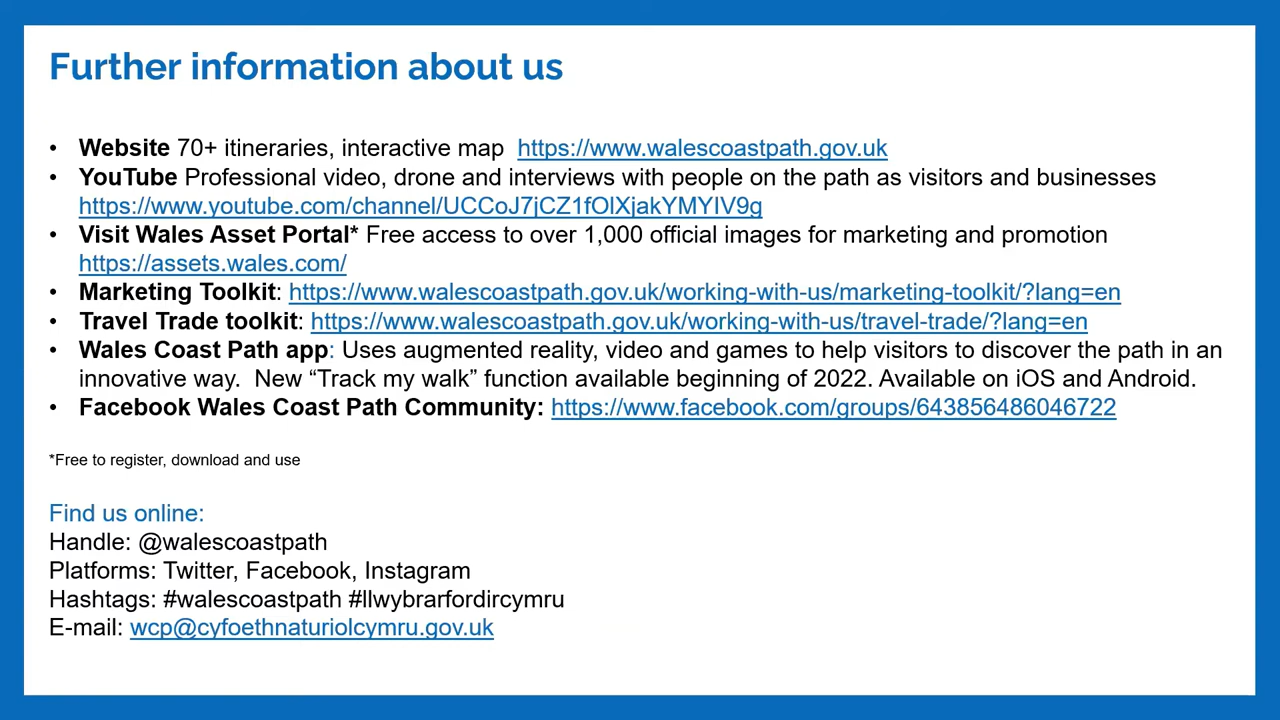 Further information about us
• Website 70+ itineraries, interactive map https://www.walescoastpath.gov.uk
• YouTube Professional video, drone and interviews with people on the path as visitors and businesses
https://www.youtube.com/channel/UCCoJ7jCZ1fOlXjakYMYIV9g
• Visit Wales Asset Portal* Free access to over 1,000 official images for marketing and promotion
https://assets.wales.com/
• Marketing Toolkit: https://www.walescoastpath.gov.uk/working-with-us/marketing-toolkit/?lang=en
• Travel Trade toolkit: https://www.walescoastpath.gov.uk/working-with-us/travel-trade/?lang=en
• Wales Coast Path app: Uses augmented reality, video and games to help visitors to discover the path in an
innovative way. New “Track my walk” function available beginning of 2022. Available on iOS and Android.
• Facebook Wales Coast Path Community: https://www.facebook.com/groups/643856486046722
*Free to register, download and use
Find us online:
Handle: @walescoastpath
Platforms: Twitter, Facebook, Instagram
Hashtags: #walescoastpath #llwybrarfordircymru
E-mail: wcp@cyfoethnaturiolcymru.gov.uk